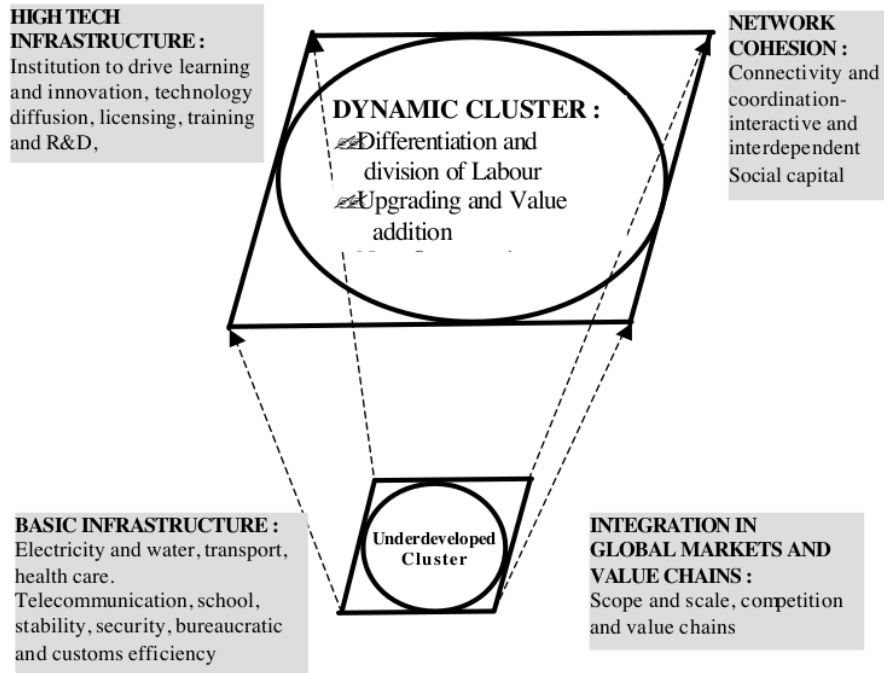 HIGH TECH
INFRASTRUCTURE :
Institution to drive learning
and innovation, technology
diffusion, licensing, training
and R&D,
NETWORK
COHESION :
Connectivity and
coordination-
interactive and
interdependent
Social capital
DYNAMIC CLUSTER :
Differentiation and
division of Labour
Upgrading and Value
addition
BASIC INFRASTRUCTURE :
Electricity and water, transport,
health care.
Telecommunication, school,
stability, security, bureaucratic
and customs efficiency
Underdeveloped
Cluster
INTEGRATION IN
GLOBAL MARKETS AND
VALUE CHAINS :
Scope and scale, competition
and value chains